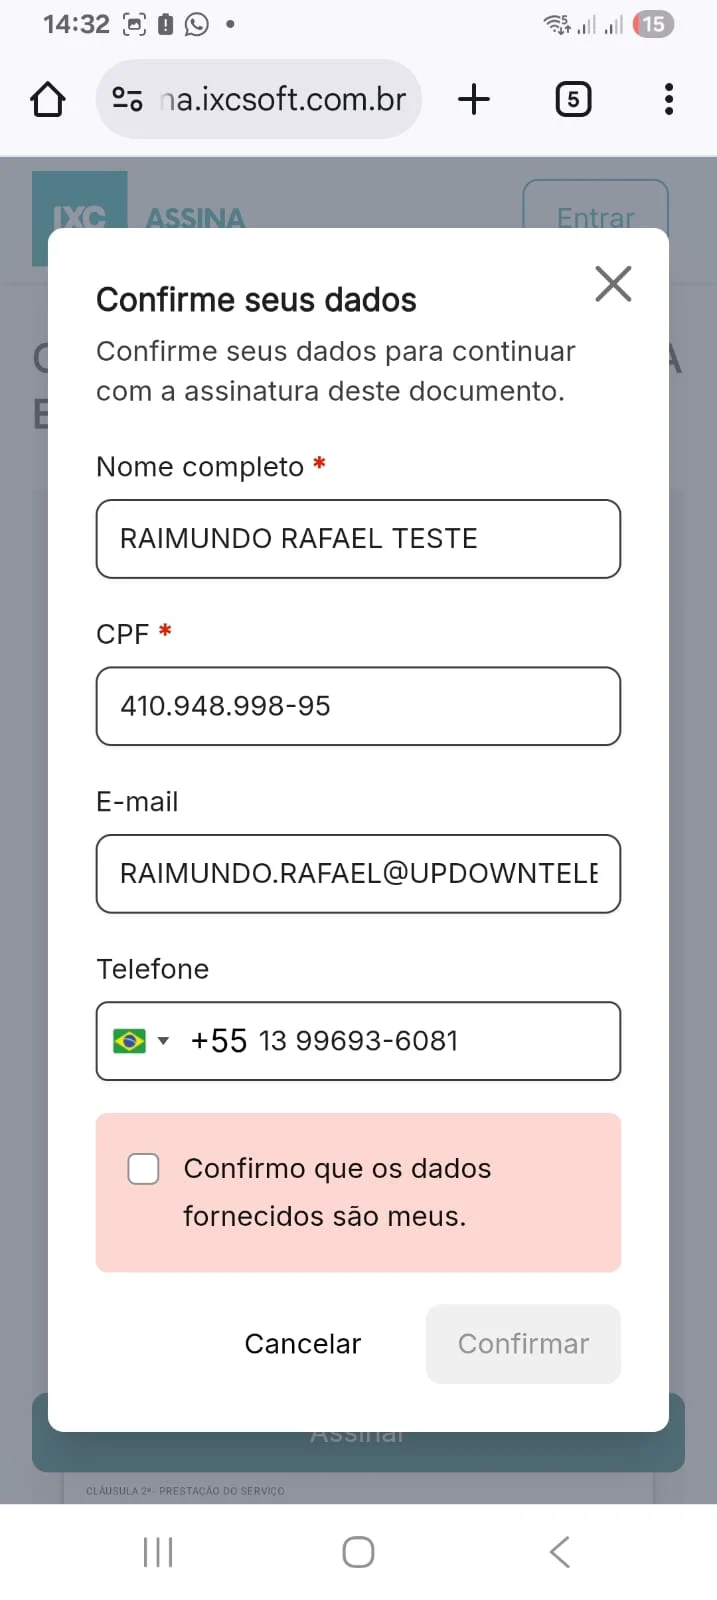 14:32
15
na.ixcsoft.com.br
5
IXC ASSINA
Entrar
Confirme seus dados
Confirme seus dados para continuar
com a assinatura deste documento.
Nome completo *
RAIMUNDO RAFAEL TESTE
CPF *
410.948.998-95
E-mail
RAIMUNDO.RAFAEL@UPDOWNTELE
Telefone
+55 13 99693-6081
Confirmo que os dados
fornecidos são meus.
Cancelar
Confirmar
Assinar
CLÁUSULA 2ª- PRESTAÇÃO DO SERVIÇO